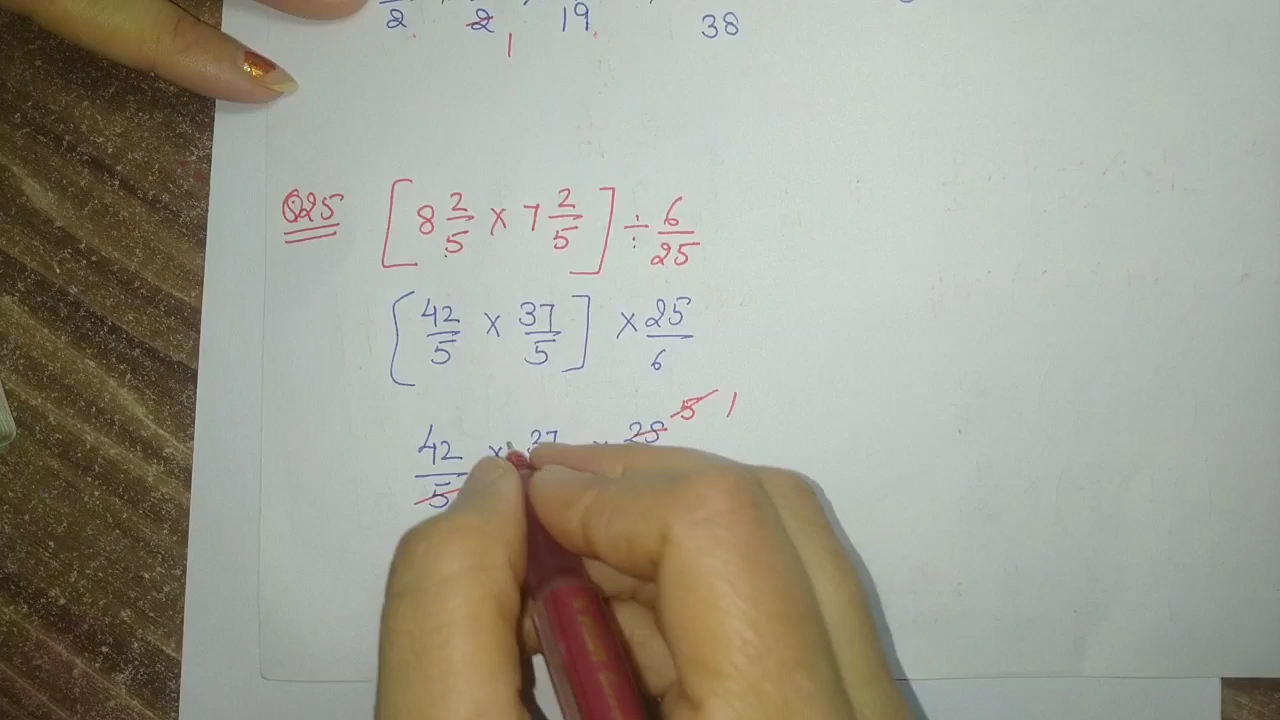 2 2 19 38
1
Q25 [8 2/5 × 7 2/5] ÷ 6/25
[42/5 × 37/5] × 25/6
42/5 × 37 × 25 5 1